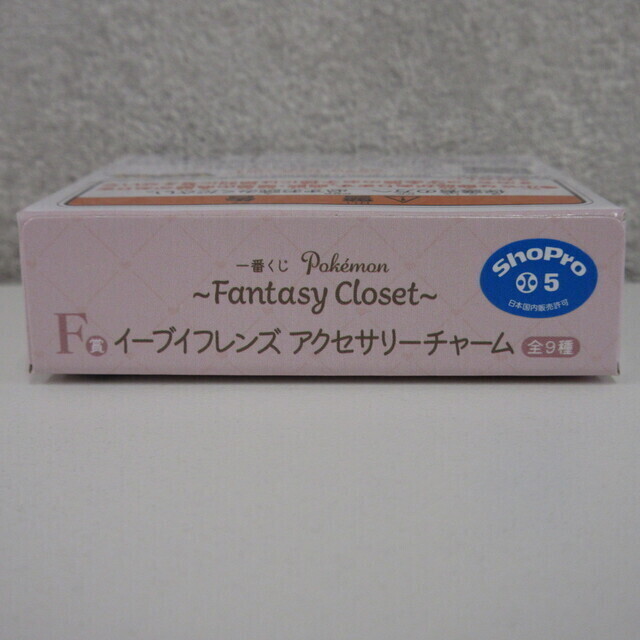 一番くじ Pokémon
~Fantasy Closet~
F賞 イーブイフレンズ アクセサリーチャーム 全9種
ShoPro
5
日本国内販売許可